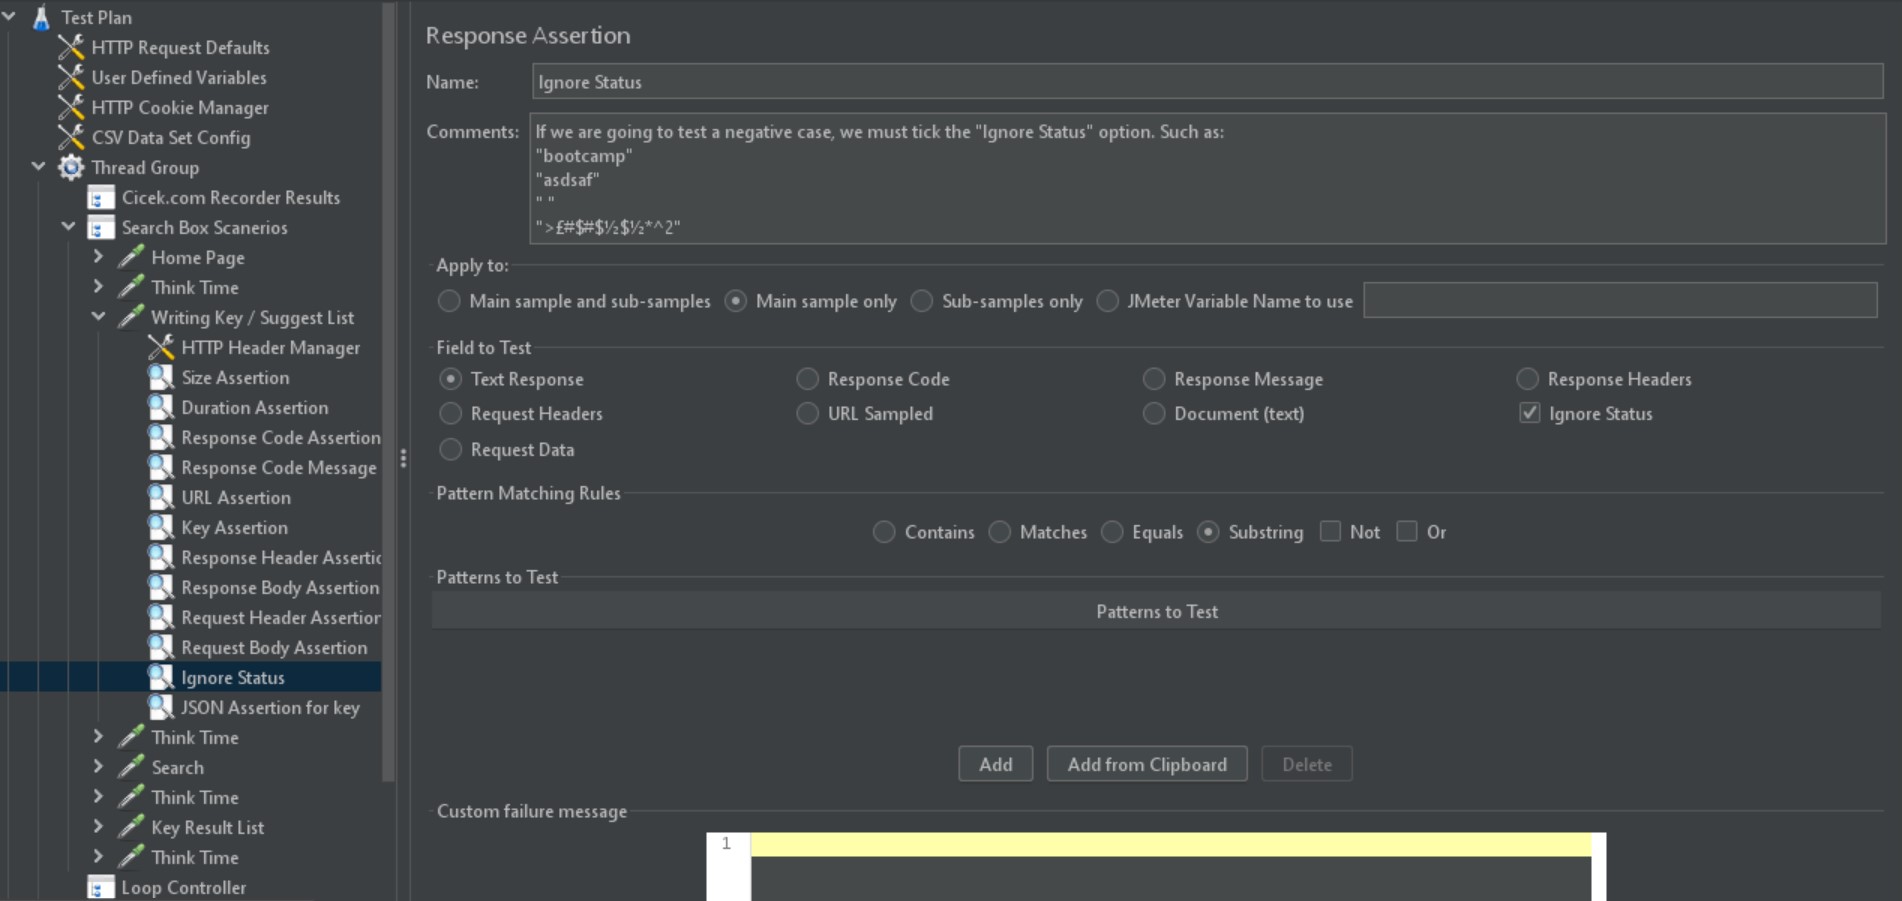 Test Plan
HTTP Request Defaults
User Defined Variables
HTTP Cookie Manager
CSV Data Set Config
Thread Group
Cicek.com Recorder Results
Search Box Scanerios
Home Page
Think Time
Writing Key / Suggest List
HTTP Header Manager
Size Assertion
Duration Assertion
Response Code Assertion
Response Code Message
URL Assertion
Key Assertion
Response Header Assertic
Response Body Assertion
Request Header Assertion
Request Body Assertion
Ignore Status
JSON Assertion for key
Think Time
Search
Think Time
Key Result List
Think Time
Loop Controller
Response Assertion
Name: Ignore Status
Comments: If we are going to test a negative case, we must tick the "Ignore Status" option. Such as:
"bootcamp"
"asdsaf"
" "
">£#$#$½$½*^2"
Apply to:
Main sample and sub-samples Main sample only Sub-samples only JMeter Variable Name to use
Field to Test
Text Response Response Code Response Message Response Headers
Request Headers URL Sampled Document (text) Ignore Status
Request Data
Pattern Matching Rules
Contains Matches Equals Substring Not Or
Patterns to Test
Patterns to Test
Add Add from Clipboard Delete
Custom failure message
1